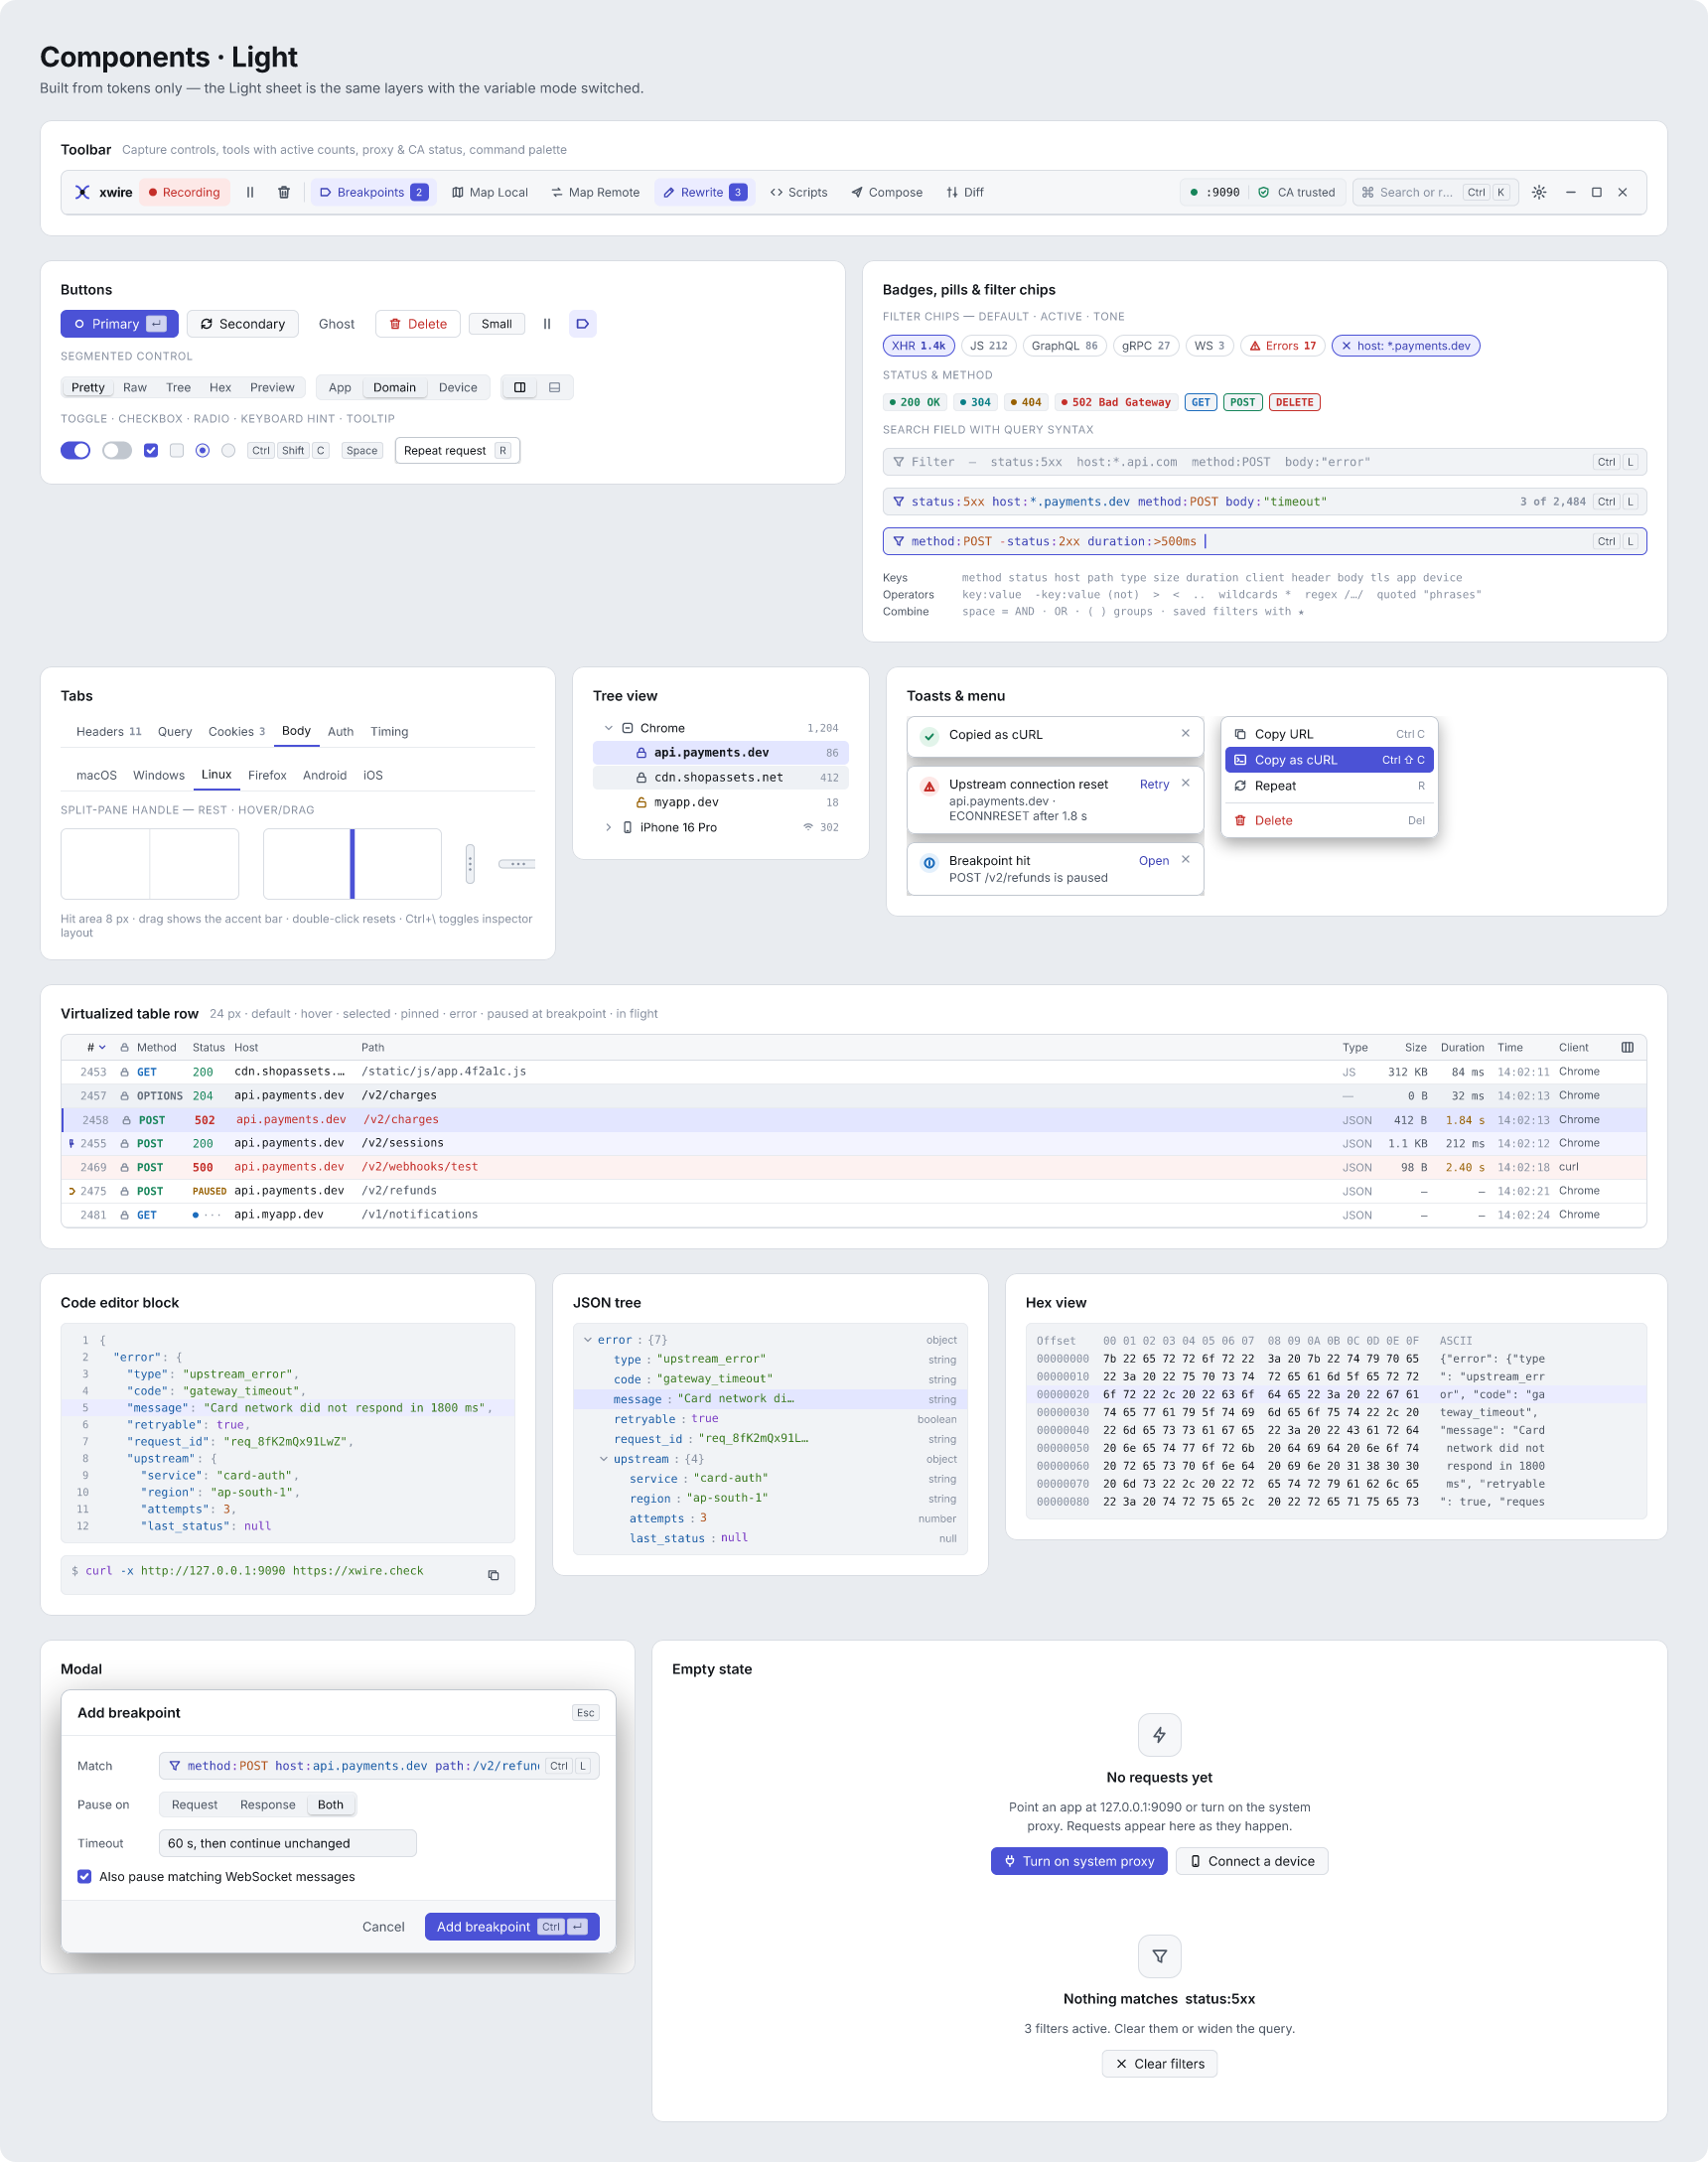 Components · Light
Built from tokens only — the Light sheet is the same layers with the variable mode switched.
Toolbar Capture controls, tools with active counts, proxy & CA status, command palette
xwire Recording Breakpoints 2 Map Local Map Remote Rewrite 3 Scripts Compose Diff :9090 CA trusted Search or r… Ctrl K
Buttons
Primary Secondary Ghost Delete Small
SEGMENTED CONTROL
Pretty Raw Tree Hex Preview App Domain Device
TOGGLE · CHECKBOX · RADIO · KEYBOARD HINT · TOOLTIP
Ctrl Shift C Space Repeat request R
Badges, pills & filter chips
FILTER CHIPS — DEFAULT · ACTIVE · TONE
XHR 1.4k JS 212 GraphQL 86 gRPC 27 WS 3 Errors 17 host: *.payments.dev
STATUS & METHOD
200 OK 304 404 502 Bad Gateway GET POST DELETE
SEARCH FIELD WITH QUERY SYNTAX
Filter — status:5xx host:*.api.com method:POST body:"error" Ctrl L
status:5xx host:*.payments.dev method:POST body:"timeout" 3 of 2,484 Ctrl L
method:POST -status:2xx duration:>500ms Ctrl L
Keys method status host path type size duration client header body tls app device
Operators key:value -key:value (not) > < .. wildcards * regex /…/ quoted "phrases"
Combine space = AND · OR · ( ) groups · saved filters with ★
Tabs
Headers 11 Query Cookies 3 Body Auth Timing
macOS Windows Linux Firefox Android iOS
SPLIT-PANE HANDLE — REST · HOVER/DRAG
Hit area 8 px · drag shows the accent bar · double-click resets · Ctrl+\ toggles inspector
layout
Tree view
Chrome 1,204
api.payments.dev 86
cdn.shopassets.net 412
myapp.dev 18
iPhone 16 Pro 302
Toasts & menu
Copied as cURL
Upstream connection reset Retry
api.payments.dev ·
ECONNRESET after 1.8 s
Breakpoint hit Open
POST /v2/refunds is paused
Copy URL Ctrl C
Copy as cURL Ctrl ⇧ C
Repeat R
Delete Del
Virtualized table row 24 px · default · hover · selected · pinned · error · paused at breakpoint · in flight
# Method Status Host Path Type Size Duration Time Client
2453 GET 200 cdn.shopassets.… /static/js/app.4f2a1c.js JS 312 KB 84 ms 14:02:11 Chrome
2457 OPTIONS 204 api.payments.dev /v2/charges — 0 B 32 ms 14:02:13 Chrome
2458 POST 502 api.payments.dev /v2/charges JSON 412 B 1.84 s 14:02:13 Chrome
2455 POST 200 api.payments.dev /v2/sessions JSON 1.1 KB 212 ms 14:02:12 Chrome
2469 POST 500 api.payments.dev /v2/webhooks/test JSON 98 B 2.40 s 14:02:18 curl
2475 POST PAUSED api.payments.dev /v2/refunds JSON — — 14:02:21 Chrome
2481 GET ··· api.myapp.dev /v1/notifications JSON — — 14:02:24 Chrome
Code editor block
1 {
2 "error": {
3 "type": "upstream_error",
4 "code": "gateway_timeout",
5 "message": "Card network did not respond in 1800 ms",
6 "retryable": true,
7 "request_id": "req_8fK2mQx91LwZ",
8 "upstream": {
9 "service": "card-auth",
10 "region": "ap-south-1",
11 "attempts": 3,
12 "last_status": null
$ curl -x http://127.0.0.1:9090 https://xwire.check
JSON tree
error : {7} object
type : "upstream_error" string
code : "gateway_timeout" string
message : "Card network di… string
retryable : true boolean
request_id : "req_8fK2mQx91L… string
upstream : {4} object
service : "card-auth" string
region : "ap-south-1" string
attempts : 3 number
last_status : null null
Hex view
Offset 00 01 02 03 04 05 06 07 08 09 0A 0B 0C 0D 0E 0F ASCII
00000000 7b 22 65 72 72 6f 72 22 3a 20 7b 22 74 79 70 65 {"error": {"type
00000010 22 3a 20 22 75 70 73 74 72 65 61 6d 5f 65 72 72 ": "upstream_err
00000020 6f 72 22 2c 20 22 63 6f 64 65 22 3a 20 22 67 61 or", "code": "ga
00000030 74 65 77 61 79 5f 74 69 6d 65 6f 75 74 22 2c 20 teway_timeout",
00000040 22 6d 65 73 73 61 67 65 22 3a 20 22 43 61 72 64 "message": "Card
00000050 20 6e 65 74 77 6f 72 6b 20 64 69 64 20 6e 6f 74 network did not
00000060 20 72 65 73 70 6f 6e 64 20 69 6e 20 31 38 30 30 respond in 1800
00000070 20 6d 73 22 2c 20 22 72 65 74 72 79 61 62 6c 65 ms", "retryable
00000080 22 3a 20 74 72 75 65 2c 20 22 72 65 71 75 65 73 ": true, "reques
Modal
Add breakpoint Esc
Match method:POST host:api.payments.dev path:/v2/refun Ctrl L
Pause on Request Response Both
Timeout 60 s, then continue unchanged
Also pause matching WebSocket messages
Cancel Add breakpoint Ctrl ↵
Empty state
No requests yet
Point an app at 127.0.0.1:9090 or turn on the system
proxy. Requests appear here as they happen.
Turn on system proxy Connect a device
Nothing matches status:5xx
3 filters active. Clear them or widen the query.
Clear filters